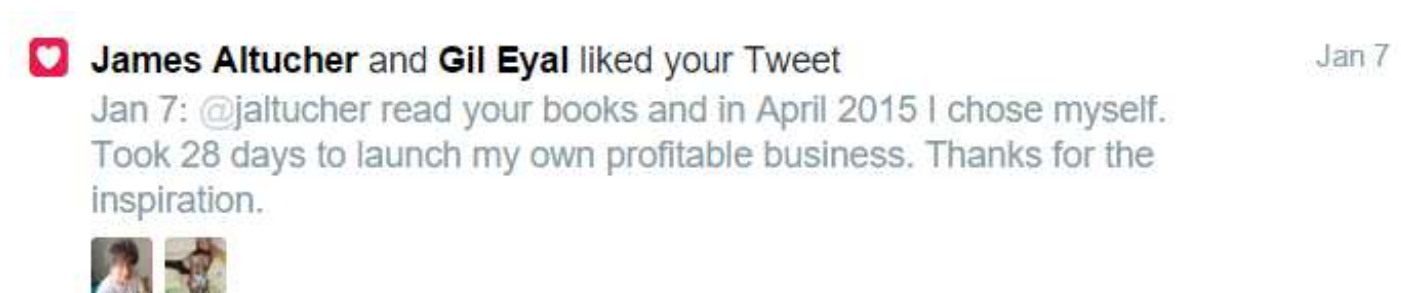 James Altucher and Gil Eyal liked your Tweet
Jan 7
Jan 7: @jaltucher read your books and in April 2015 I chose myself.
Took 28 days to launch my own profitable business. Thanks for the
inspiration.